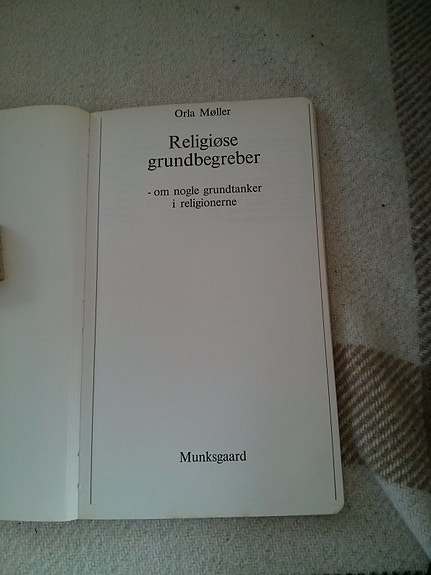 Orla Møller
Religiøse
grundbegreber
- om nogle grundtanker
i religionerne
Munksgaard